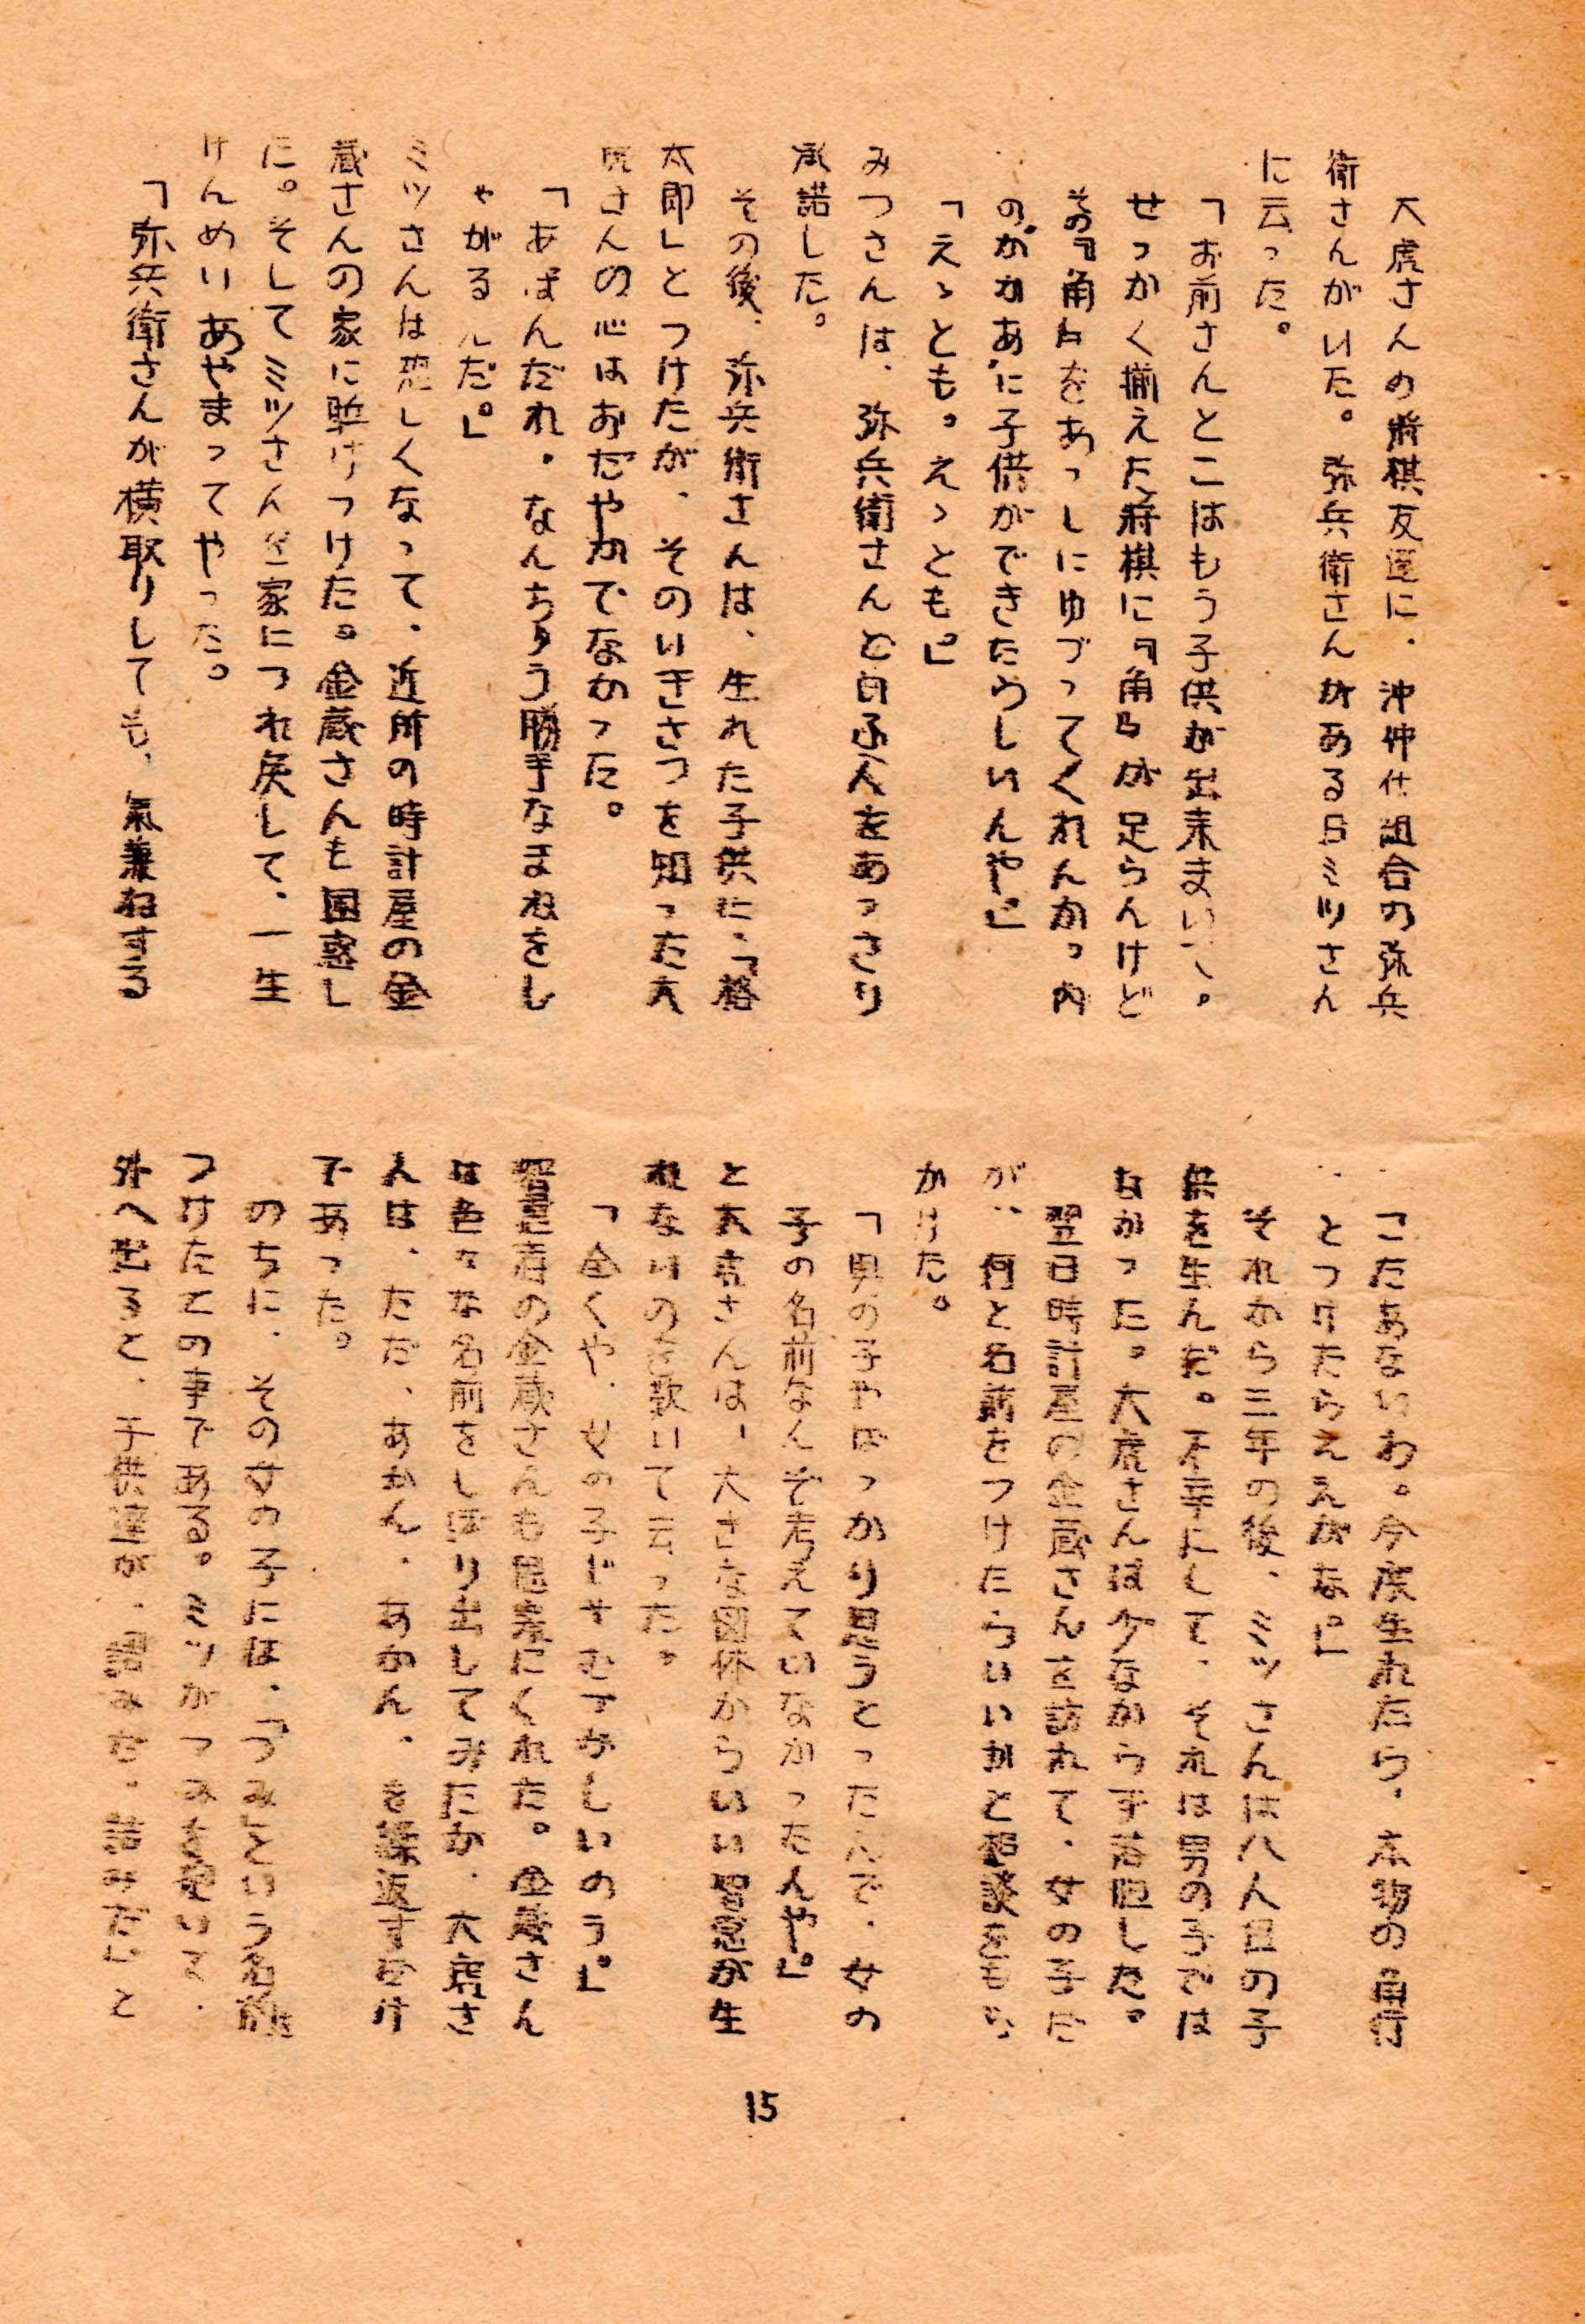 大虎さんの將棋友達に、沖仲仕組合の弥兵
衛さんがいた。弥兵衛さんがある日ミツさん
に云った。
「お前さんとこはもう子供が出来まいへ。
せっかく揃えた將棋に『角』が足らんけど
その『角』をあっしにゆづってくれんか。内
のかかあに子供ができたらしいんや」
「えゝとも。えゝとも。」
みつさんは、弥兵衛さんと
承諾した。
その後、弥兵衛さんは、生れた子供に、「格
太郎」とつけたが、そのいきさつを知った大
虎さんの心はおだやかでなかった。
「あばんだれ。なんちゅう勝手なまねをし
ゃがるんだ。」
ミツさんは恐しくなって、近所の時計屋の金
蔵さんの家に駈けつけた。金蔵さんも困惑し
た。そしてミツさんを家につれ戻して、一生
けんめいあやまってやった。
「弥兵衛さんが横取りしても、氣兼ねする
こたあないわ。今度生れたら、本物の角行
とつけたらええがな。」
それから三年の後、ミツさんは八人目の子
供を生んだ。不幸にして、それは男の子では
なかった。大虎さんは少なからず落胆した。
翌日時計屋の金蔵さんを訪れて、女の子だ
が、何と名前をつけたらいいかと相談をもち
かけた。
「男の子やばっかり思うとったんで、女の
子の名前なんぞ考えていなかったんや。」
と大虎さんは、大きな図体からいい智恵が生
れないのを歎いて云った。
「全くや、女の子じゃむつかしいのう。」
智恵者の金蔵さんも思案にくれた。金蔵さん
は色々な名前をしぼり出してみたが、大虎さ
んは、ただ、あかん、あかん、を繰返すだけ
であった。
のちに、その女の子には、「つみ」という名前
つけたとの事である。ミツがつみを抱いて、
外へ出ると、子供達が、詰みだ、詰みだ」と
15